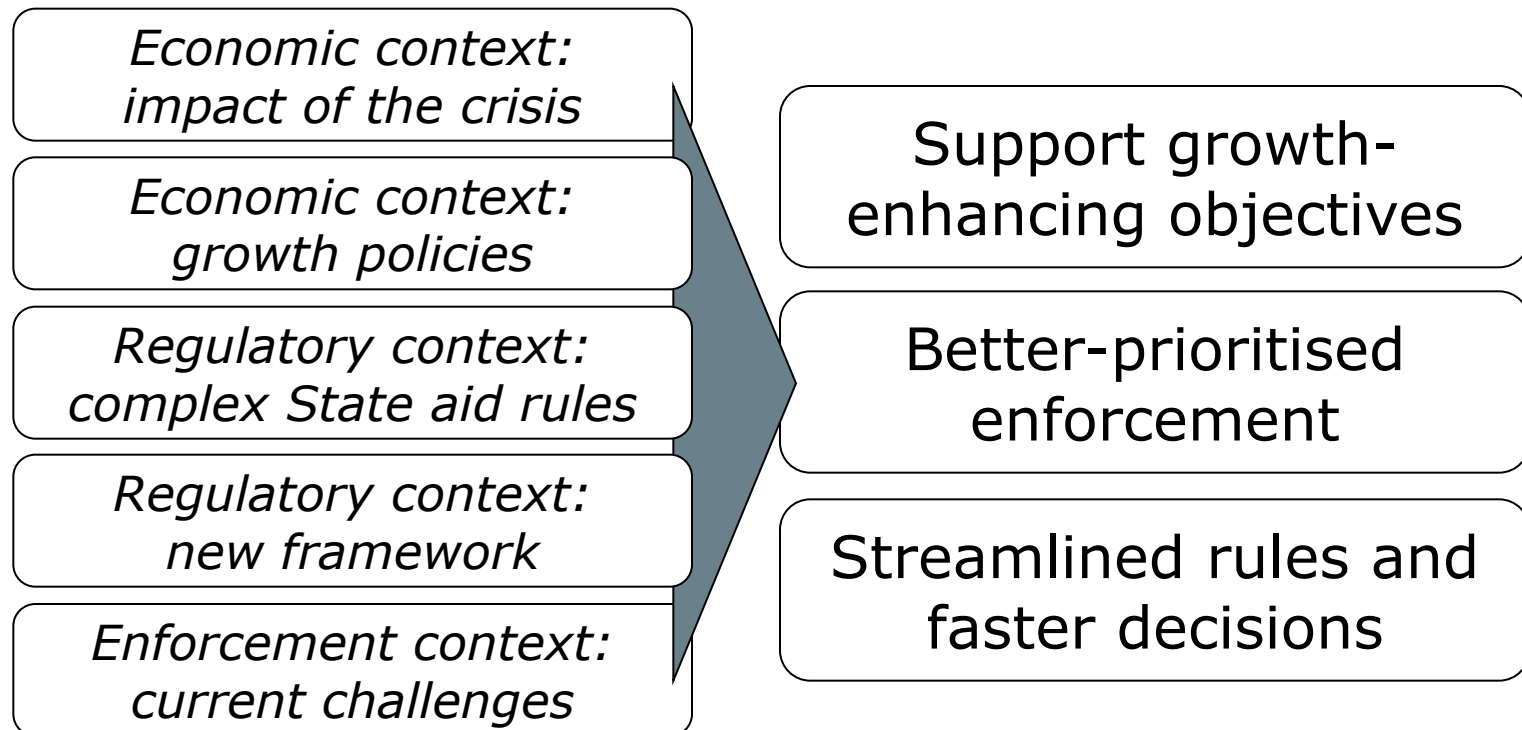 Economic context:
impact of the crisis
Economic context:
growth policies
Regulatory context:
complex State aid rules
Regulatory context:
new framework
Enforcement context:
current challenges
Support growth-
enhancing objectives
Better-prioritised
enforcement
Streamlined rules and
faster decisions